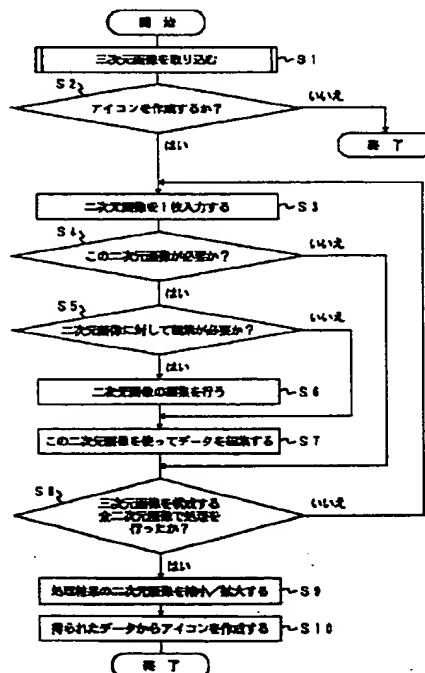 開 始
三次元画像を取り込む
S1
S2
アイコンを作成するか？
いいえ
終 了
はい
二次元画像を1枚入力する
S3
S4
この二次元画像が必要か？
いいえ
はい
S5
二次元画像に対して編集が必要か？
いいえ
はい
二次元画像の編集を行う
S6
この二次元画像を使ってデータを編集する
S7
S8
三次元画像を構成する
全二次元画像で処理を
行ったか？
いいえ
はい
処理結果の二次元画像を縮小／拡大する
S9
得られたデータからアイコンを作成する
S10
終 了